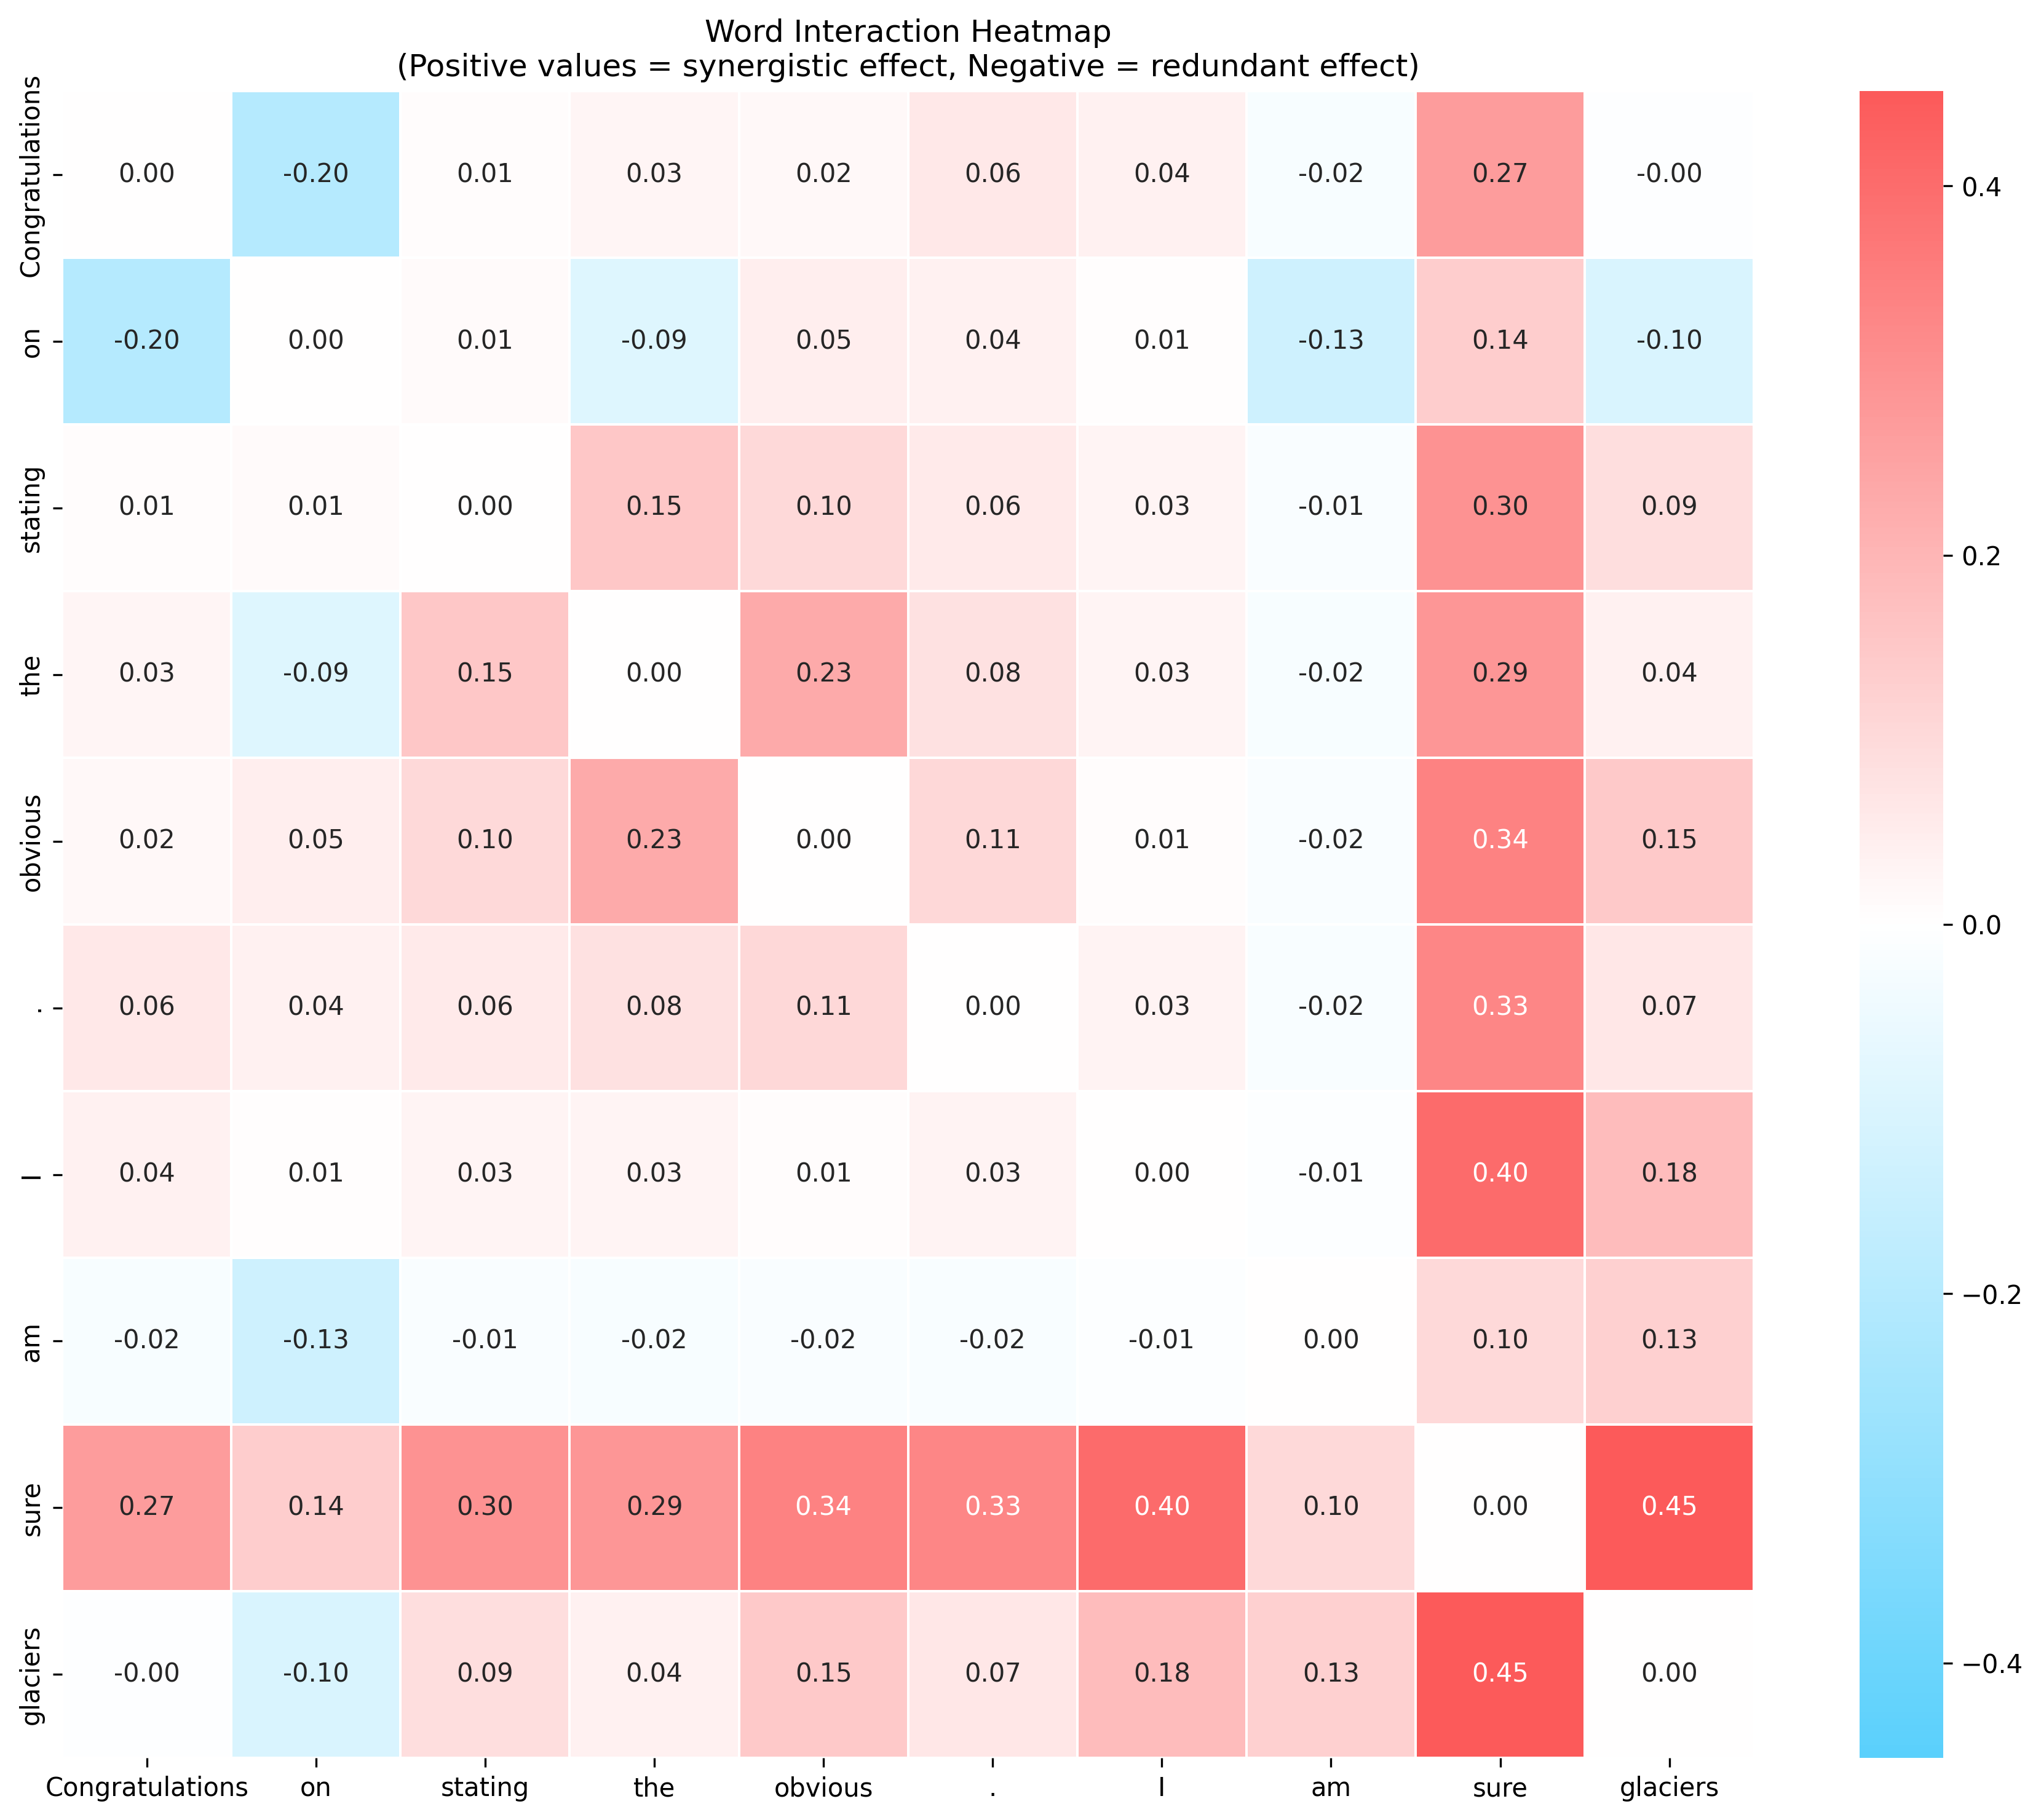 Word Interaction Heatmap
(Positive values = synergistic effect, Negative = redundant effect)
Congratulations 0.00 -0.20 0.01 0.03 0.02 0.06 0.04 -0.02 0.27 -0.00
on -0.20 0.00 0.01 -0.09 0.05 0.04 0.01 -0.13 0.14 -0.10
stating 0.01 0.01 0.00 0.15 0.10 0.06 0.03 -0.01 0.30 0.09
the 0.03 -0.09 0.15 0.00 0.23 0.08 0.03 -0.02 0.29 0.04
obvious 0.02 0.05 0.10 0.23 0.00 0.11 0.01 -0.02 0.34 0.15
. 0.06 0.04 0.06 0.08 0.11 0.00 0.03 -0.02 0.33 0.07
I 0.04 0.01 0.03 0.03 0.01 0.03 0.00 -0.01 0.40 0.18
am -0.02 -0.13 -0.01 -0.02 -0.02 -0.02 -0.01 0.00 0.10 0.13
sure 0.27 0.14 0.30 0.29 0.34 0.33 0.40 0.10 0.00 0.45
glaciers -0.00 -0.10 0.09 0.04 0.15 0.07 0.18 0.13 0.45 0.00
Congratulations on stating the obvious . I am sure glaciers
0.4
0.2
0.0
−0.2
−0.4